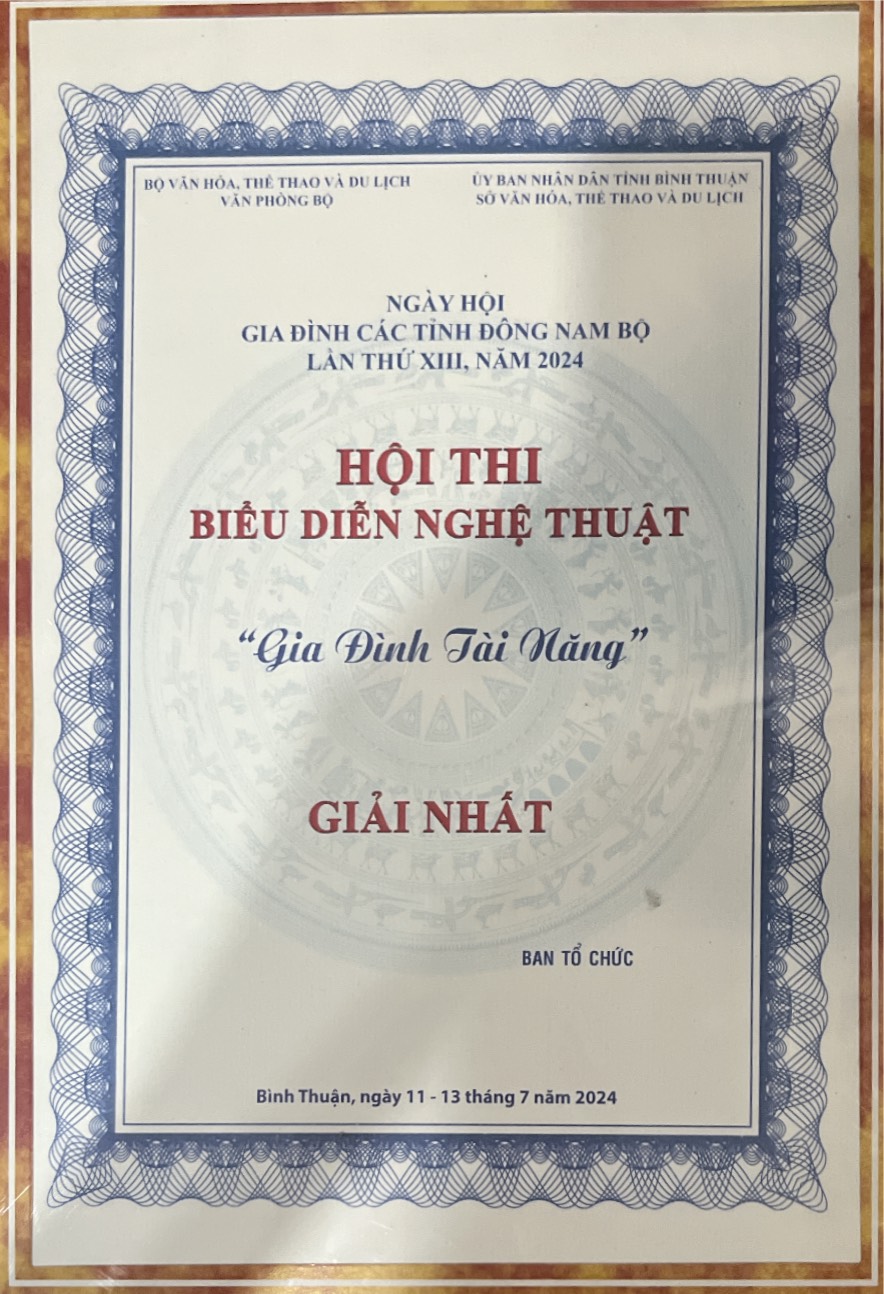 BỘ VĂN HÓA, THỂ THAO VÀ DU LỊCH
VĂN PHÒNG BỘ
ỦY BAN NHÂN DÂN TỈNH BÌNH THUẬN
SỞ VĂN HÓA, THỂ THAO VÀ DU LỊCH
NGÀY HỘI
GIA ĐÌNH CÁC TỈNH ĐÔNG NAM BỘ
LẦN THỨ XIII, NĂM 2024
HỘI THI
BIỂU DIỄN NGHỆ THUẬT
“Gia Đình Tài Năng”
GIẢI NHẤT
BAN TỔ CHỨC
Bình Thuận, ngày 11 - 13 tháng 7 năm 2024